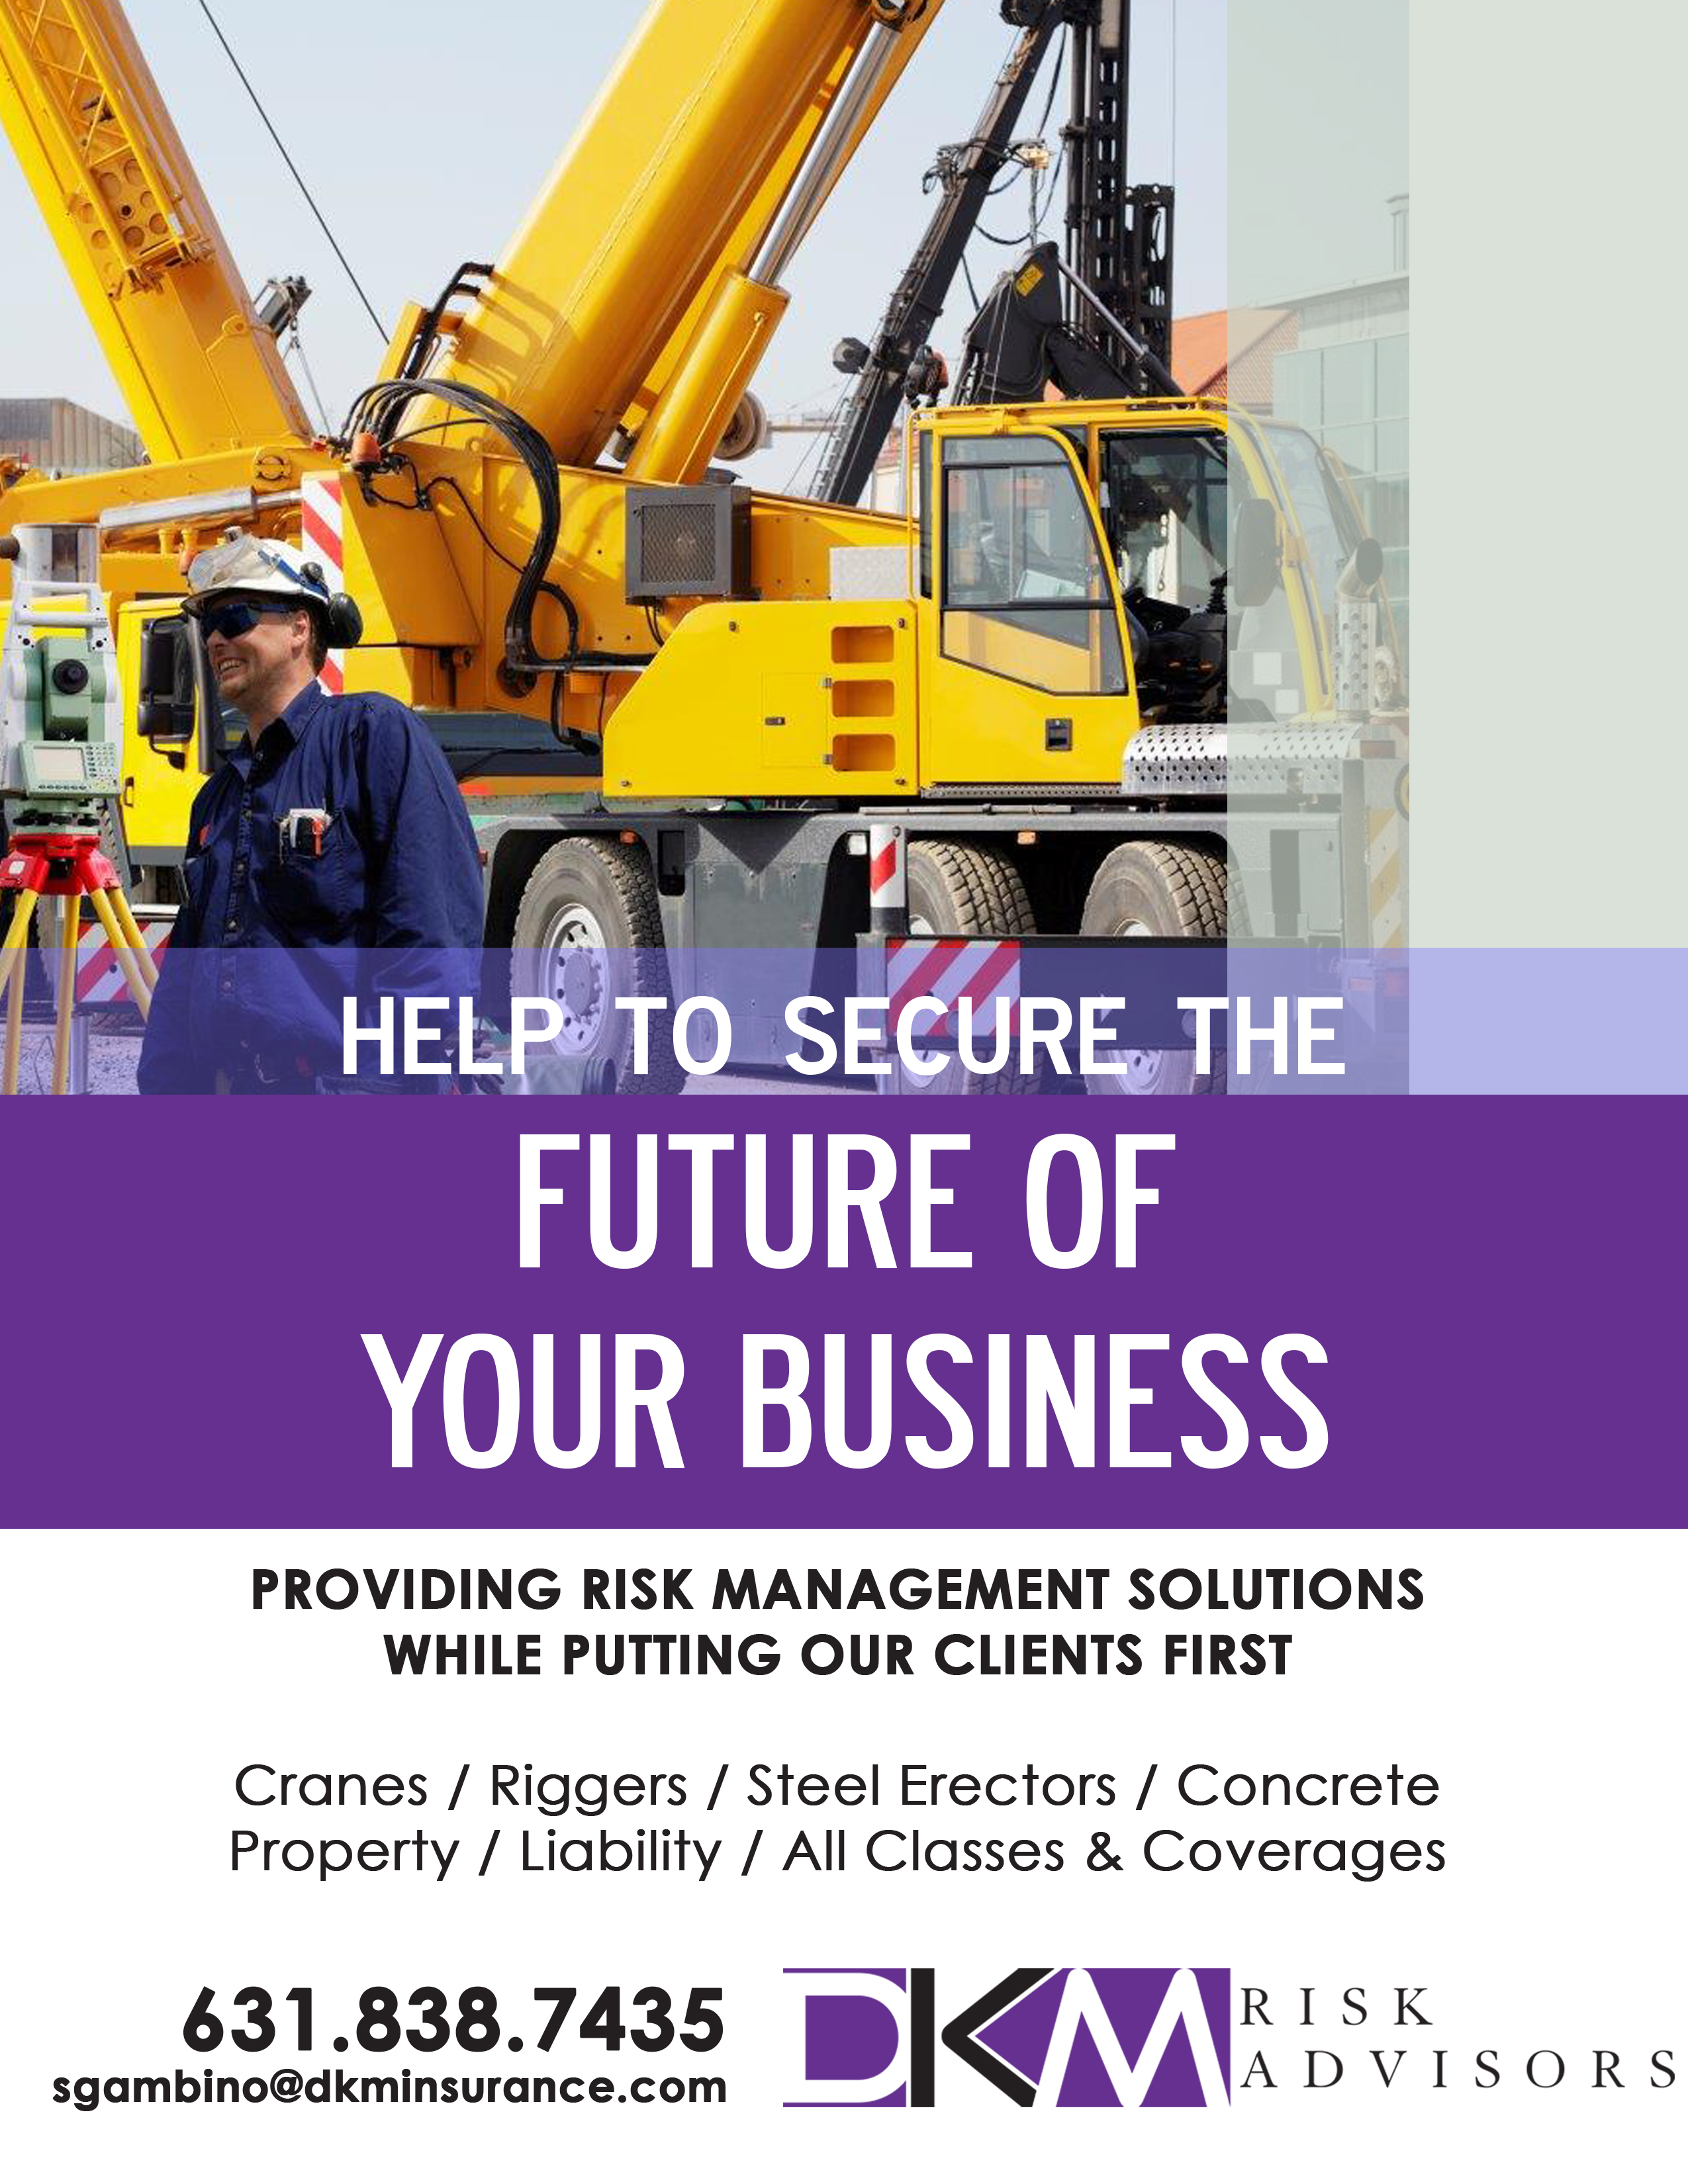 HELP TO SECURE THE
FUTURE OF
YOUR BUSINESS
PROVIDING RISK MANAGEMENT SOLUTIONS
WHILE PUTTING OUR CLIENTS FIRST
Cranes / Riggers / Steel Erectors / Concrete
Property / Liability / All Classes & Coverages
631.838.7435
sgambino@dkminsurance.com
DKM
RISK
ADVISORS